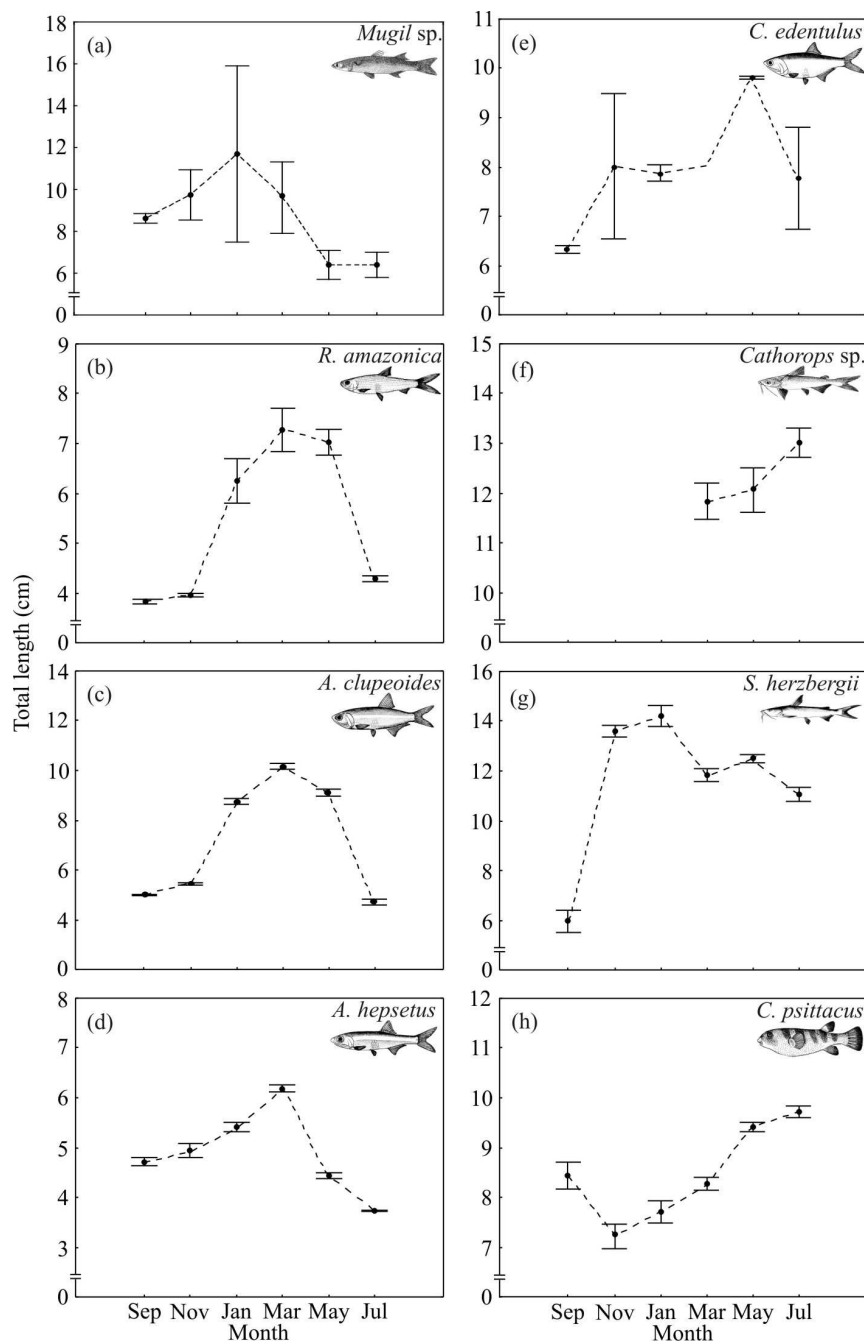 Total length (cm)
(a)
Mugil sp.
18
16
14
12
10
8
6
0
(b)
R. amazonica
9
8
7
6
5
4
0
(c)
A. clupeoides
14
12
10
8
6
4
0
(d)
A. hepsetus
8
7
6
5
4
3
0
Sep Nov Jan Mar May Jul
Month
(e)
C. edentulus
11
10
9
8
7
6
0
(f)
Cathorops sp.
15
14
13
12
11
10
0
(g)
S. herzbergii
16
14
12
10
8
6
0
(h)
C. psittacus
12
11
10
9
8
7
0
Sep Nov Jan Mar May Jul
Month